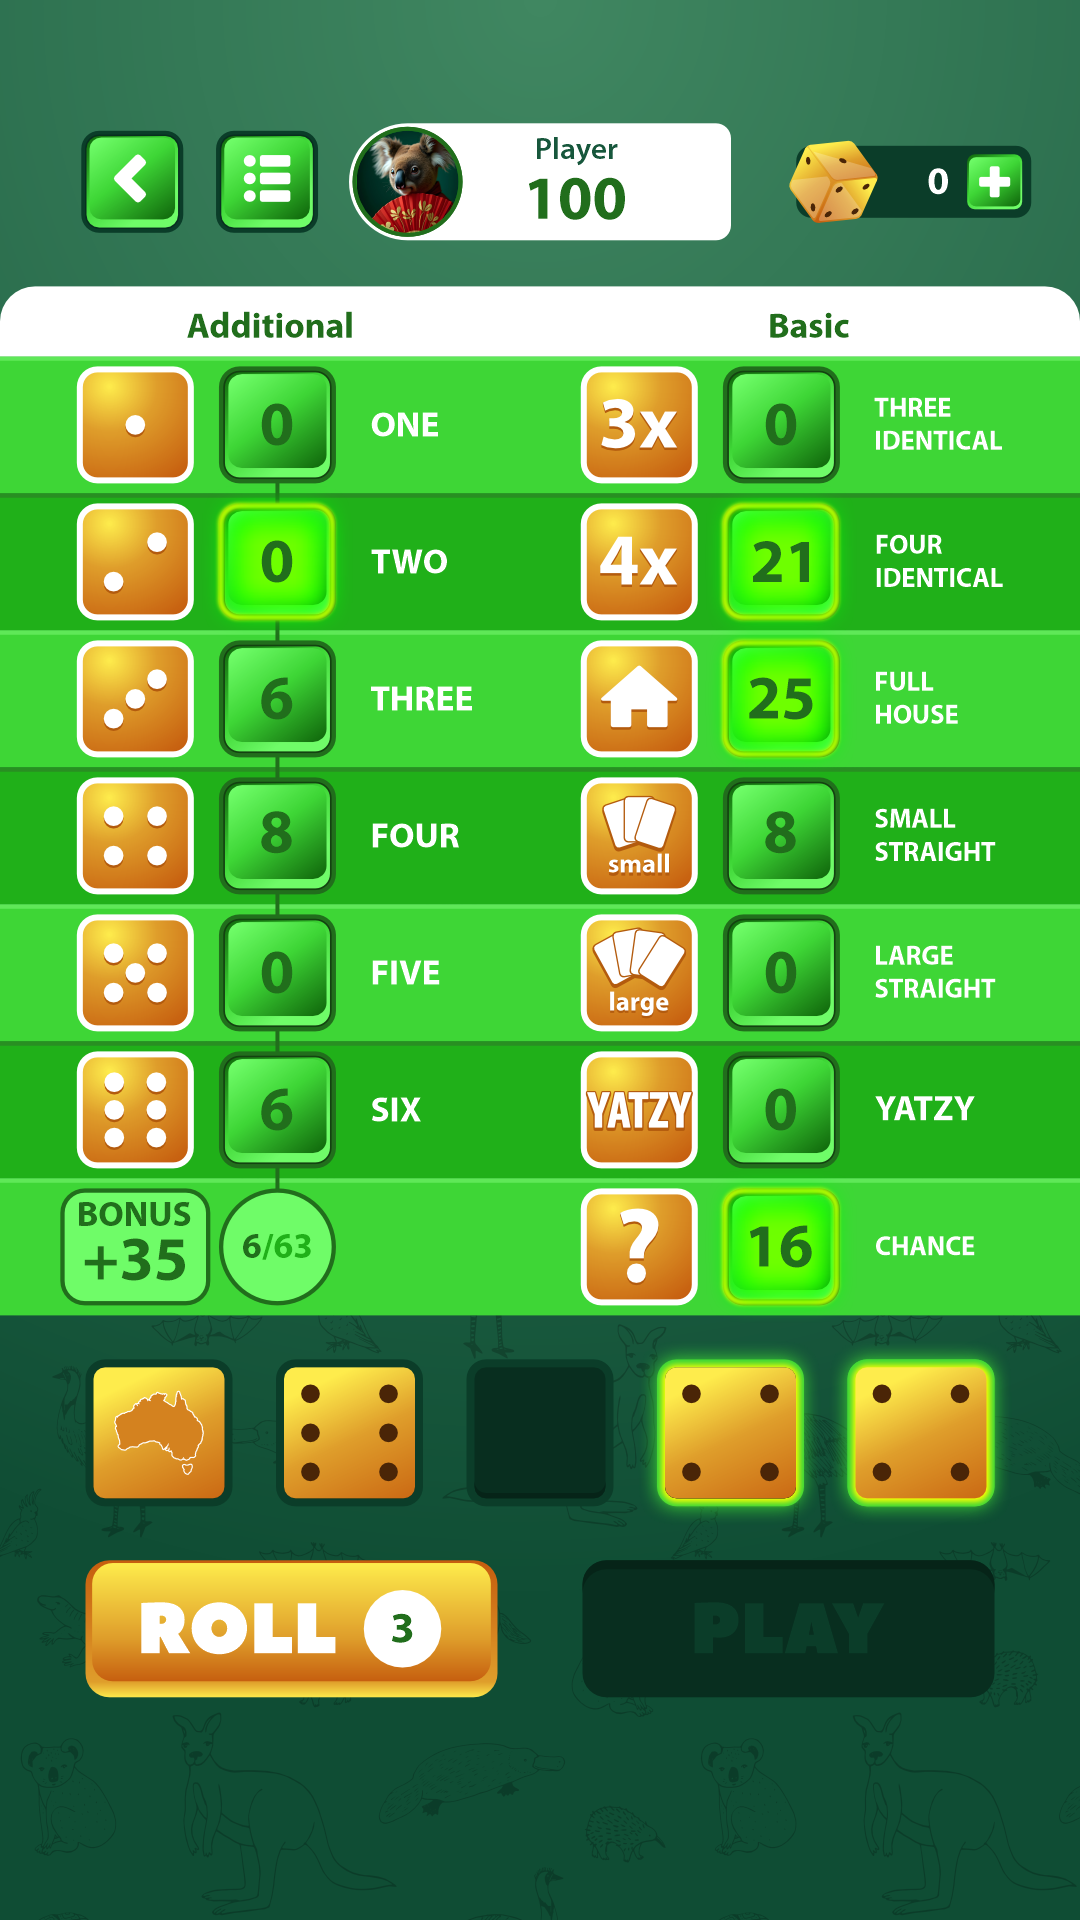 Player
100
0
Additional
Basic
0
ONE
3x
0
THREE
IDENTICAL
0
TWO
4x
21
FOUR
IDENTICAL
6
THREE
25
FULL
HOUSE
8
FOUR
small
8
SMALL
STRAIGHT
0
FIVE
large
0
LARGE
STRAIGHT
6
SIX
YATZY
0
YATZY
BONUS
+35
6/63
?
16
CHANCE
ROLL 3
PLAY